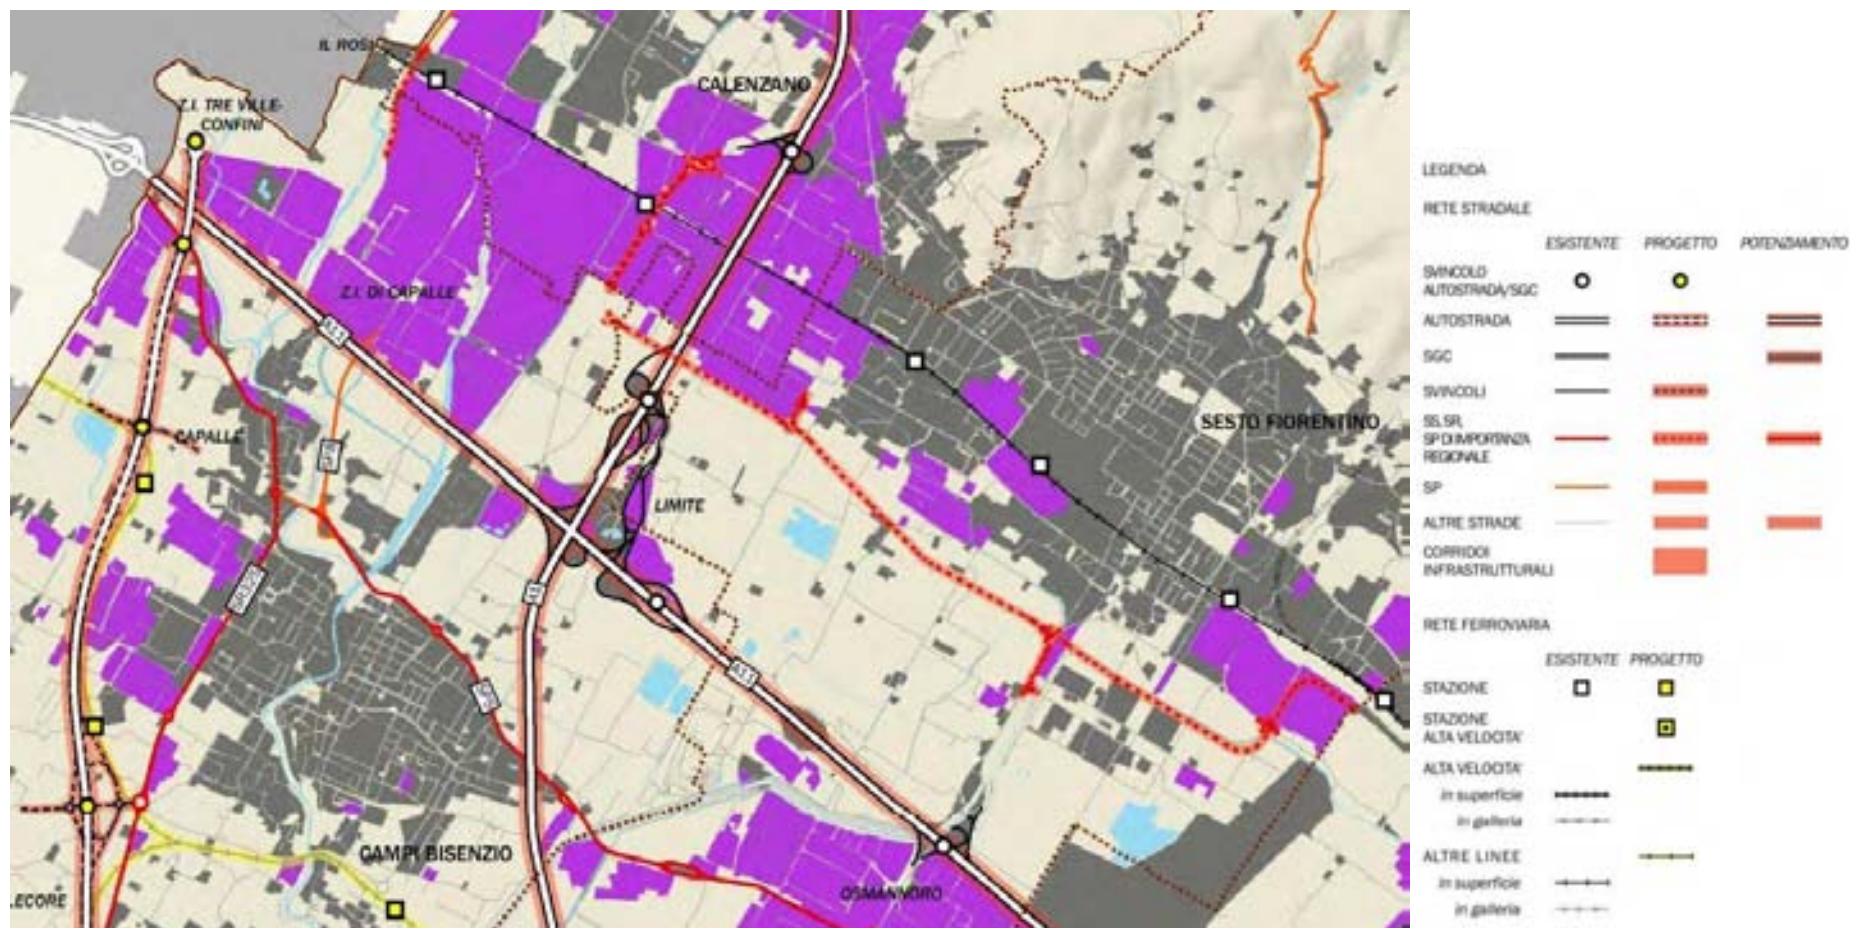 IL ROSI
CALENZANO
Z.I. TRE VILLE-
CONFINI
Z.I. DI CAPALLE
A11
SESTO FIORENTINO
CAPALLE
LIMITE
A1
A11
CAMPI BISENZIO
OSMANNORO
LECORE
LEGENDA
RETE STRADALE
ESISTENTE PROGETTO POTENZIAMENTO
SVINCOLO
AUTOSTRADA/SGC
AUTOSTRADA
SGC
SVINCOLI
SS, SR,
SP DI IMPORTANZA
REGIONALE
SP
ALTRE STRADE
CORRIDOI
INFRASTRUTTURALI
RETE FERROVIARIA
ESISTENTE PROGETTO
STAZIONE
STAZIONE
ALTA VELOCITA'
ALTA VELOCITA'
in superficie
in galleria
ALTRE LINEE
in superficie
in galleria